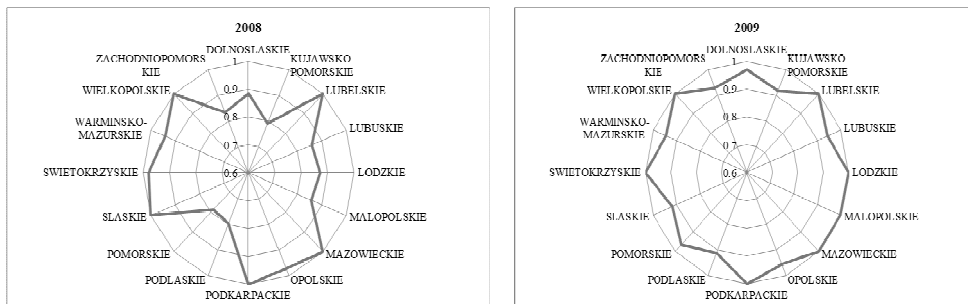 2008
DOLNOSLASKIE
ZACHODNIOPOMORS
KIE
KUJAWSKO
POMORSKIE
WIELKOPOLSKIE
LUBELSKIE
WARMINSKO-
MAZURSKIE
LUBUSKIE
SWIETOKRZYSKIE
LODZKIE
SLASKIE
MALOPOLSKIE
POMORSKIE
MAZOWIECKIE
PODLASKIE
OPOLSKIE
PODKARPACKIE
1
0.9
0.8
0.7
0.6
2009
DOLNOSLASKIE
ZACHODNIOPOMORS
KIE
KUJAWSKO
POMORSKIE
WIELKOPOLSKIE
LUBELSKIE
WARMINSKO-
MAZURSKIE
LUBUSKIE
SWIETOKRZYSKIE
LODZKIE
SLASKIE
MALOPOLSKIE
POMORSKIE
MAZOWIECKIE
PODLASKIE
OPOLSKIE
PODKARPACKIE
1
0.9
0.8
0.7
0.6